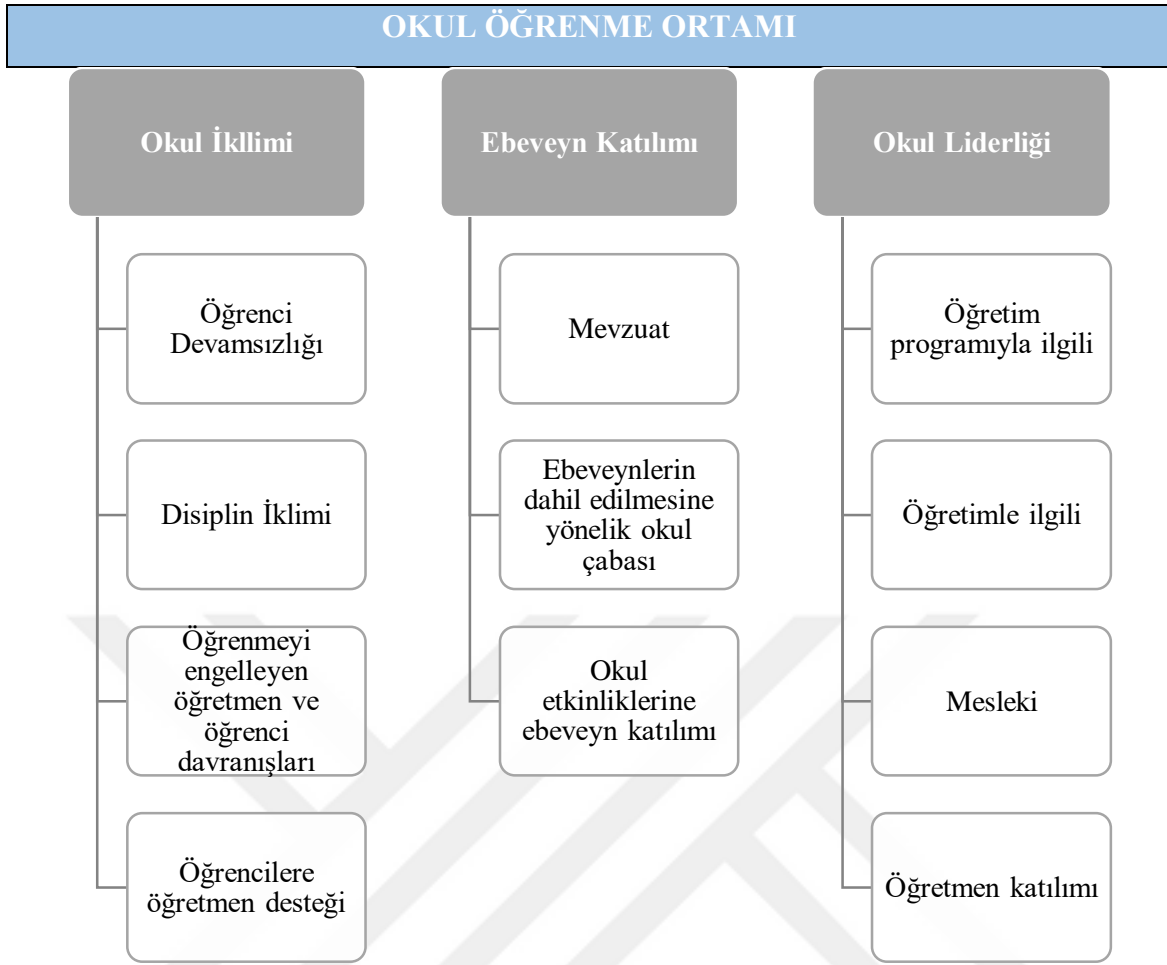 OKUL ÖĞRENME ORTAMI
Okul İkllimi
Öğrenci
Devamsızlığı
Disiplin İklimi
Öğrenmeyi
engelleyen
öğretmen ve
öğrenci
davranışları
Öğrencilere
öğretmen desteği
Ebeveyn Katılımı
Mevzuat
Ebeveynlerin
dahil edilmesine
yönelik okul
çabası
Okul
etkinliklerine
ebeveyn katılımı
Okul Liderliği
Öğretim
programıyla ilgili
Öğretimle ilgili
Mesleki
Öğretmen katılımı